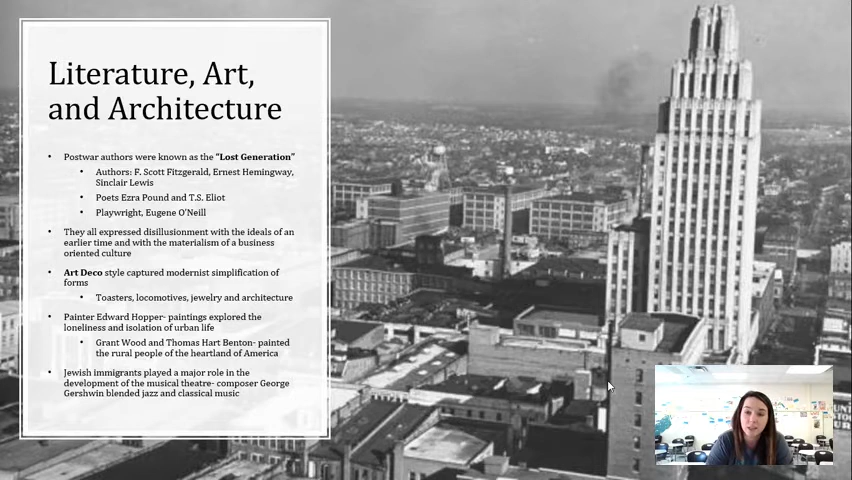 Literature, Art,
and Architecture
• Postwar authors were known as the “Lost Generation”
• Authors: F. Scott Fitzgerald, Ernest Hemingway,
Sinclair Lewis
• Poets Ezra Pound and T.S. Eliot
• Playwright, Eugene O’Neill
• They all expressed disillusionment with the ideals of an
earlier time and with the materialism of a business
oriented culture
• Art Deco style captured modernist simplification of
forms
• Toasters, locomotives, jewelry and architecture
• Painter Edward Hopper- paintings explored the
loneliness and isolation of urban life
• Grant Wood and Thomas Hart Benton- painted
the rural people of the heartland of America
• Jewish immigrants played a major role in the
development of the musical theatre- composer George
Gershwin blended jazz and classical music